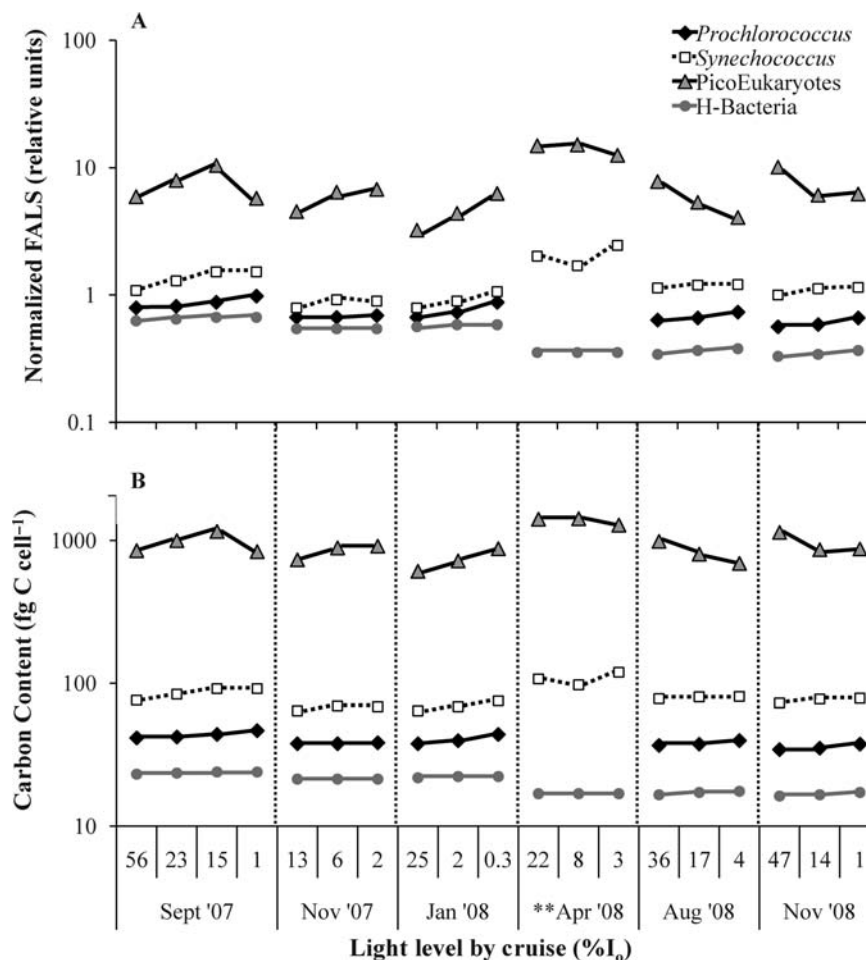 A
100
10
1
0.1
Normalized FALS (relative units)
Prochlorococcus
Synechococcus
PicoEukaryotes
H-Bacteria
B
1000
100
10
Carbon Content (fg C cell⁻¹)
56 23 15 1 13 6 2 25 2 0.3 22 8 3 36 17 4 47 14 1
Sept '07 Nov '07 Jan '08 **Apr '08 Aug '08 Nov '08
Light level by cruise (%I₀)